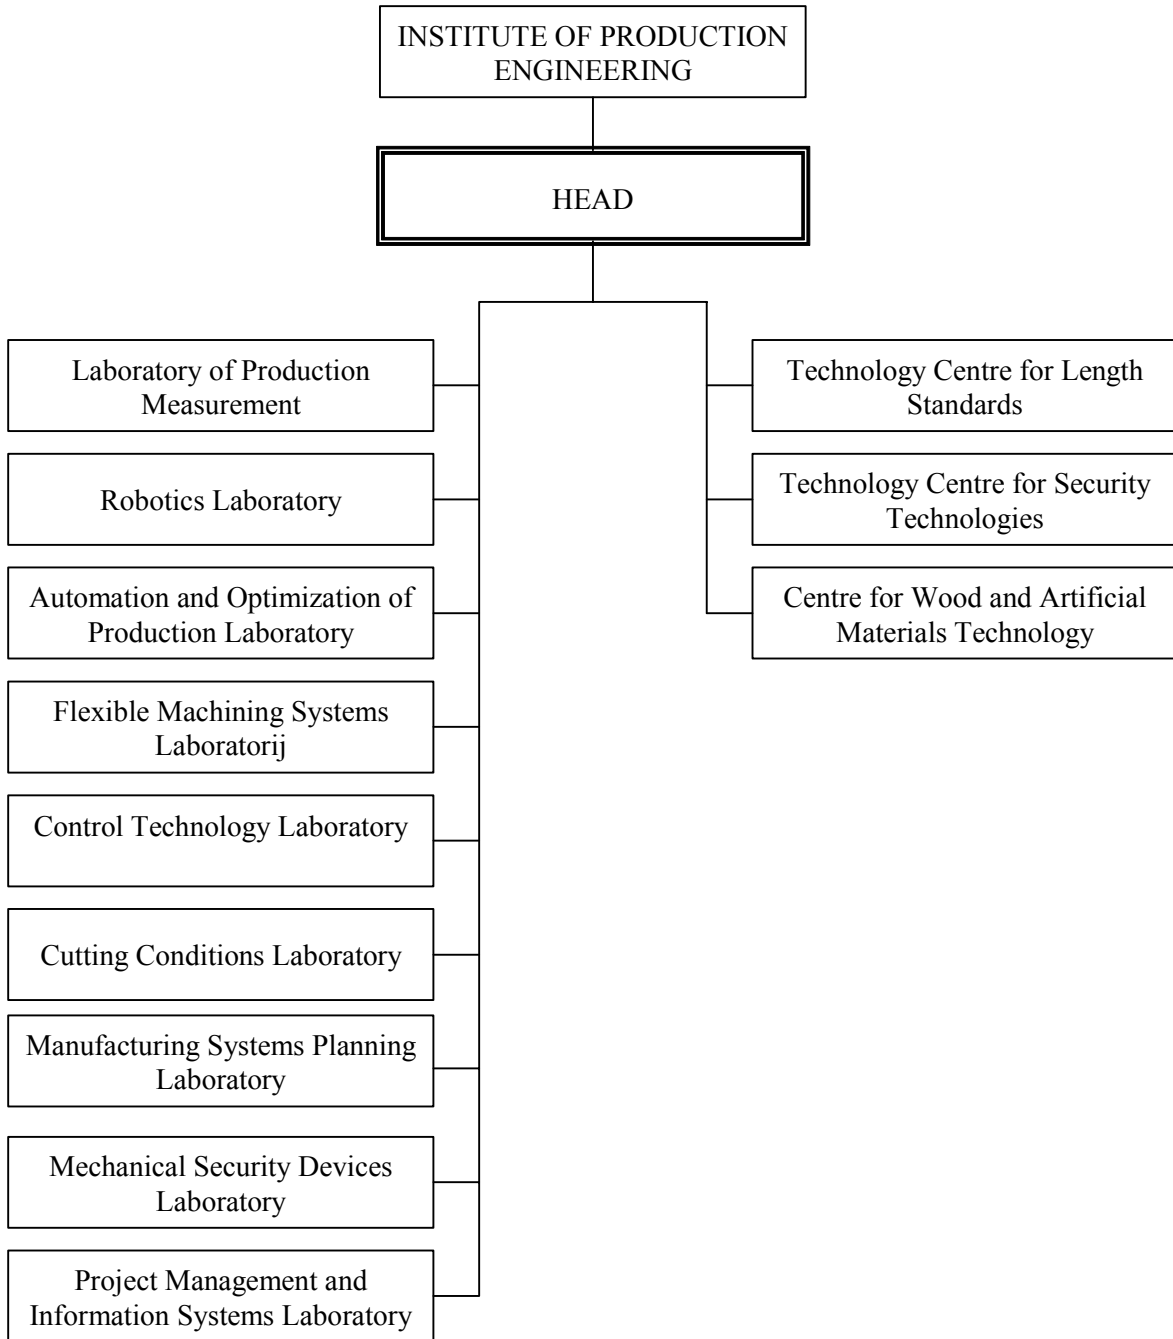 INSTITUTE OF PRODUCTION
ENGINEERING
HEAD
Laboratory of Production
Measurement
Robotics Laboratory
Automation and Optimization of
Production Laboratory
Flexible Machining Systems
Laboratorij
Control Technology Laboratory
Cutting Conditions Laboratory
Manufacturing Systems Planning
Laboratory
Mechanical Security Devices
Laboratory
Project Management and
Information Systems Laboratory
Technology Centre for Length
Standards
Technology Centre for Security
Technologies
Centre for Wood and Artificial
Materials Technology